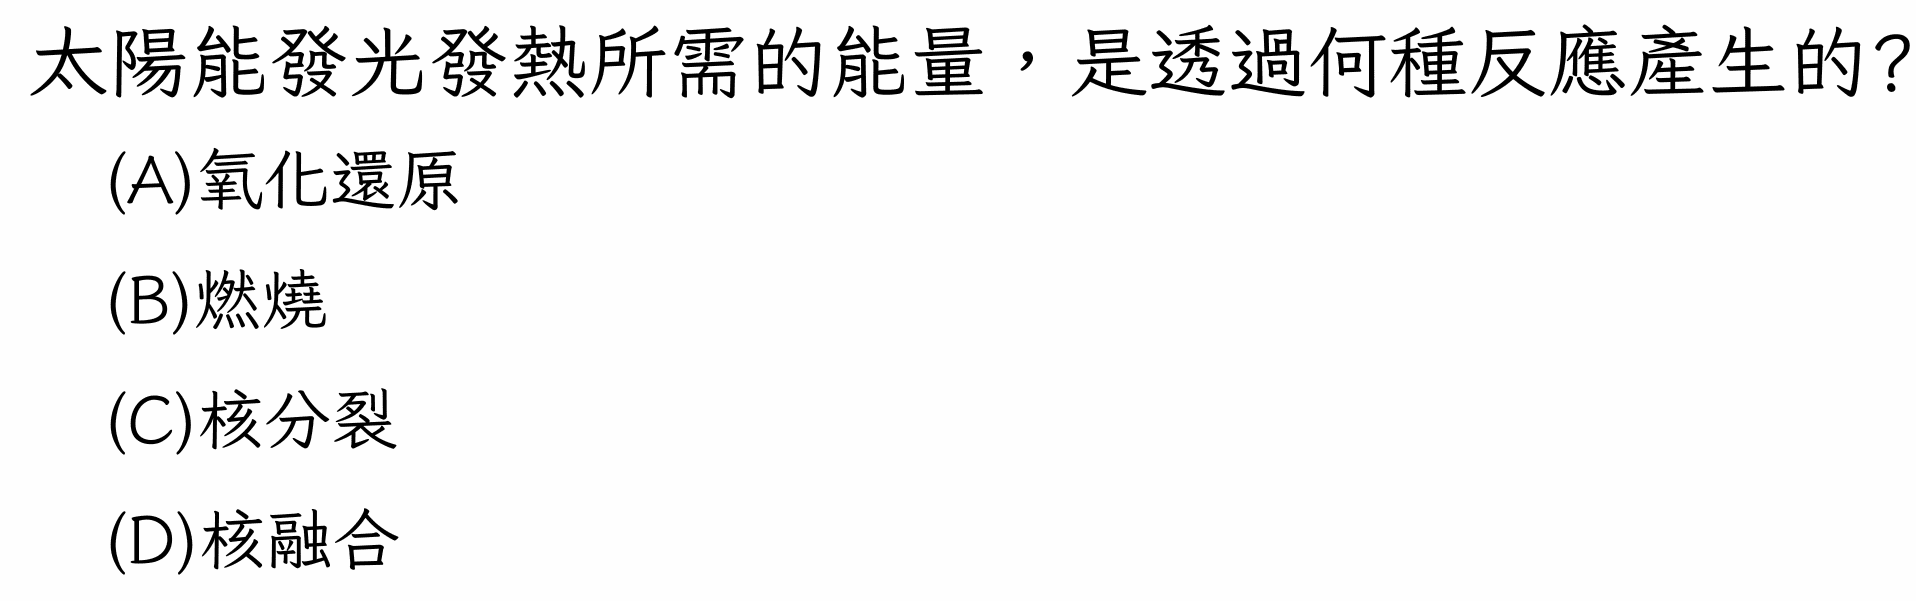 太陽能發光發熱所需的能量，是透過何種反應產生的?
(A)氧化還原
(B)燃燒
(C)核分裂
(D)核融合